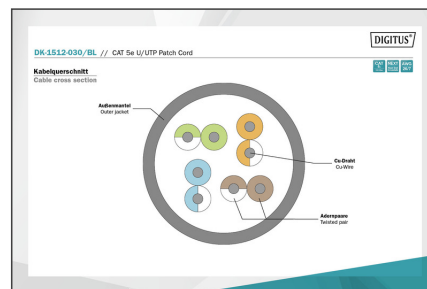 DIGITUS®
DK-1512-030/BL // CAT 5e U/UTP Patch Cord
Kabelquerschnitt
Cable cross section
Außenmantel
Outer jacket
Cu-Draht
Cu-Wire
Aderspaare
Twisted pair